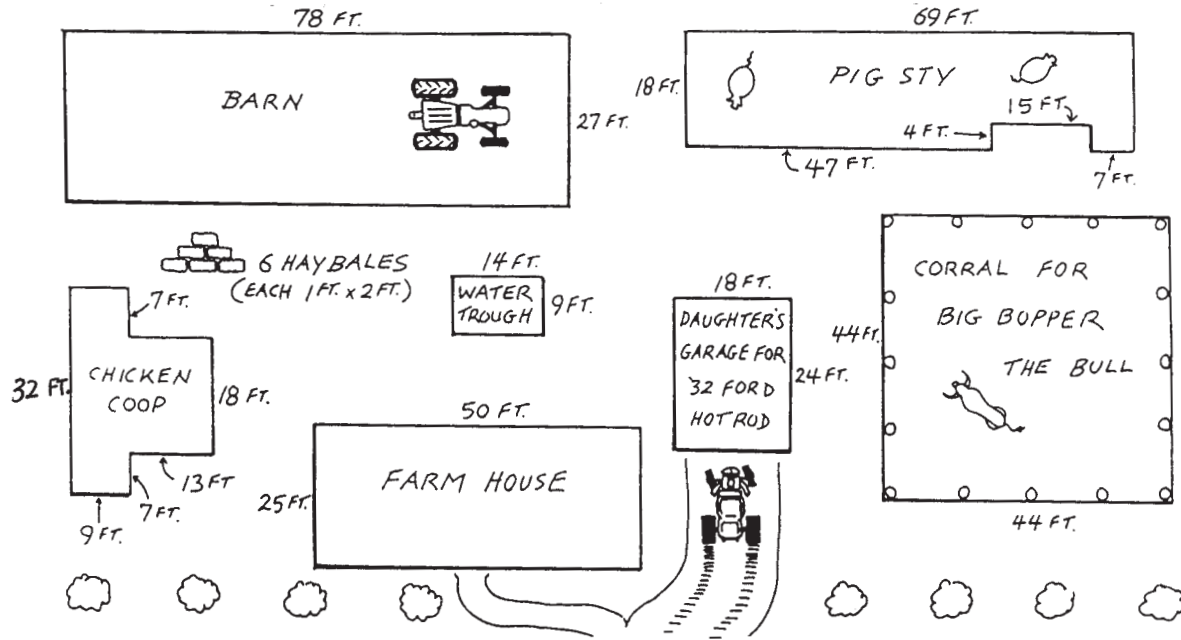 78 FT.
BARN
27 FT.
69 FT.
18 FT.
PIG STY
15 FT.
4 FT.
47 FT.
7 FT.
6 HAY BALES
(EACH 1 FT. x 2 FT.)
14 FT.
WATER
TROUGH
9 FT.
7 FT.
32 FT.
CHICKEN
COOP
18 FT.
13 FT
7 FT.
9 FT.
50 FT.
25 FT.
FARM HOUSE
18 FT.
DAUGHTER'S
GARAGE FOR
'32 FORD
HOT ROD
24 FT.
CORRAL FOR
BIG BOPPER
THE BULL
44 FT.
44 FT.